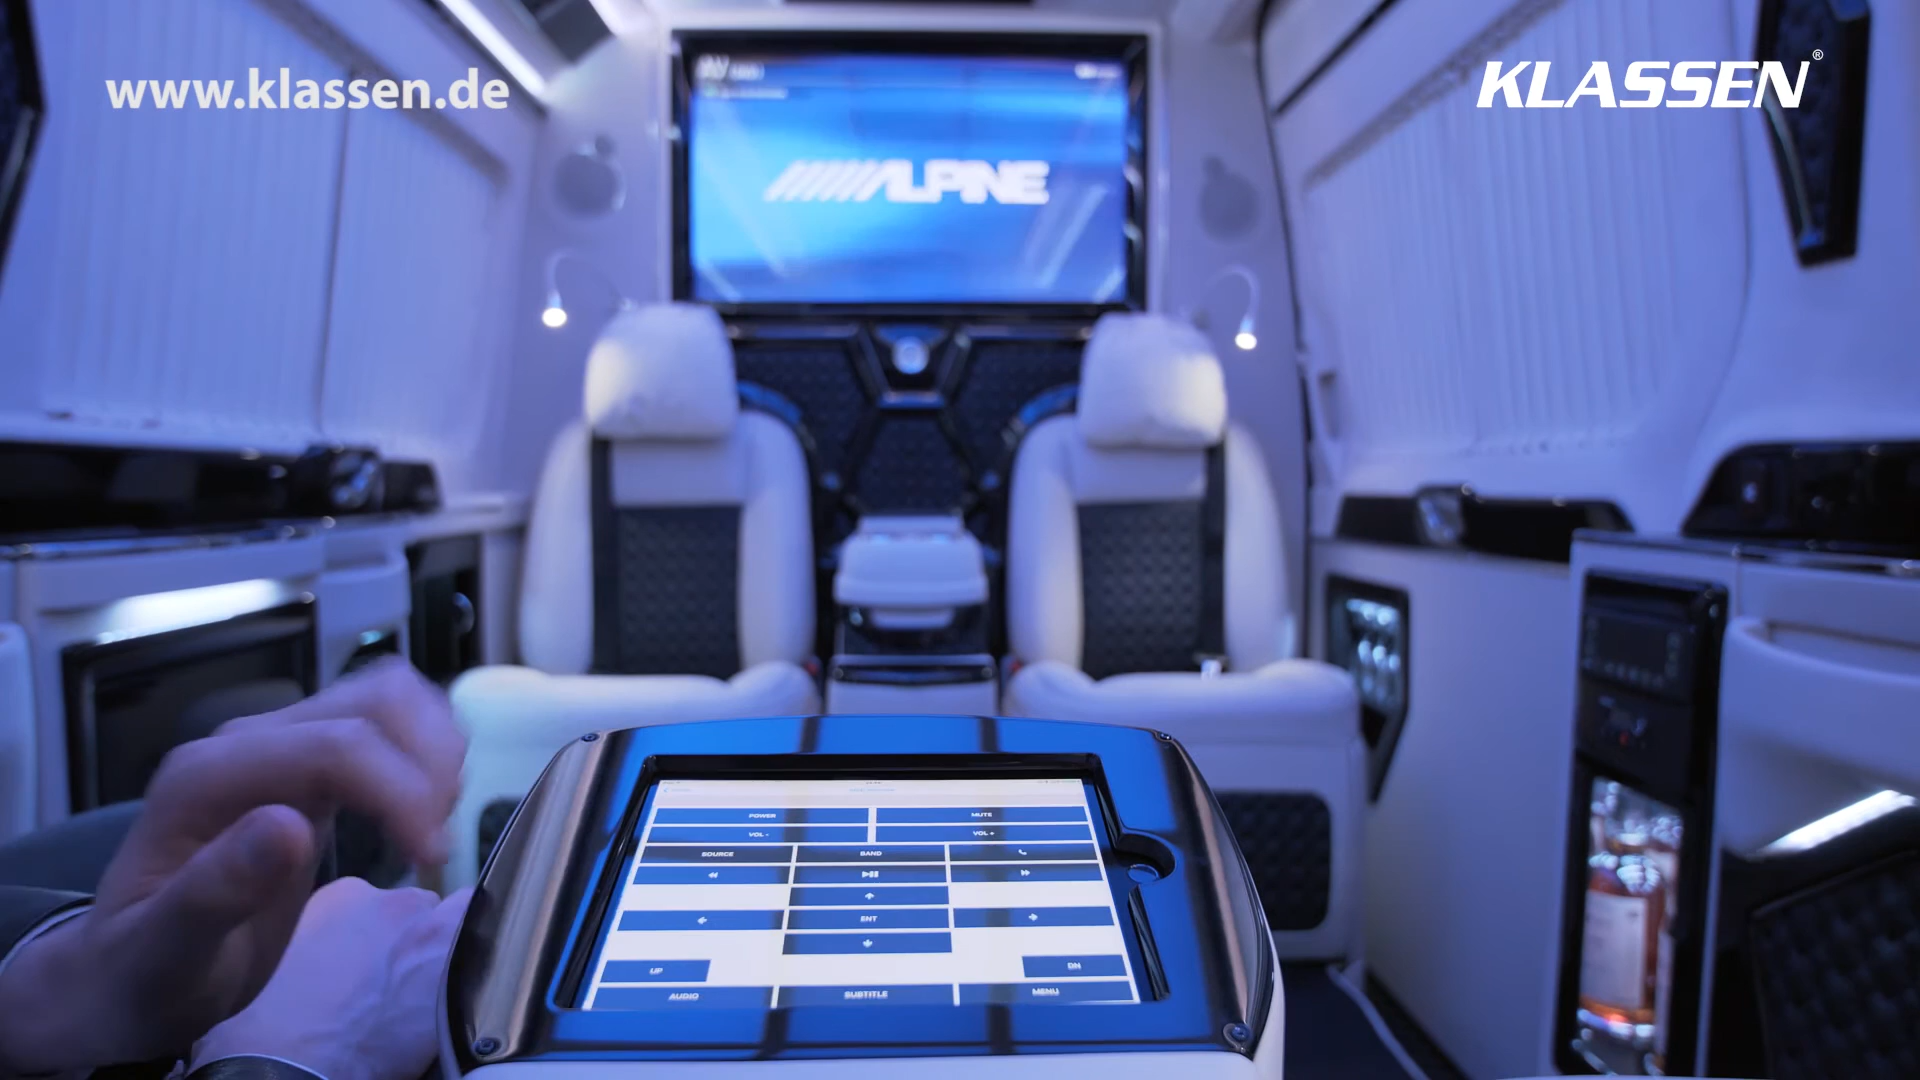 www.klassen.de
KLASSEN®
ALPINE
POWER
MUTE
VOL -
VOL +
SOURCE
BAND
ENT
UP
DN
AUDIO
SUBTITLE
MENU